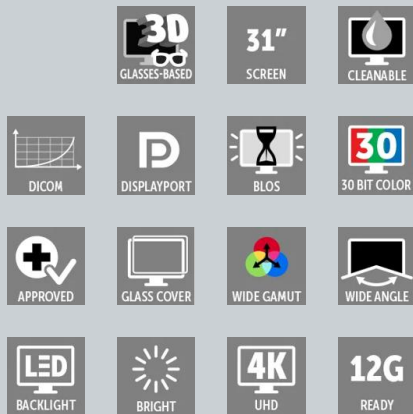 3D
GLASSES-BASED
31"
SCREEN
CLEANABLE
DICOM
D
DISPLAYPORT
BLOS
30
30 BIT COLOR
APPROVED
GLASS COVER
WIDE GAMUT
WIDE ANGLE
LED
BACKLIGHT
BRIGHT
4K
UHD
12G
READY